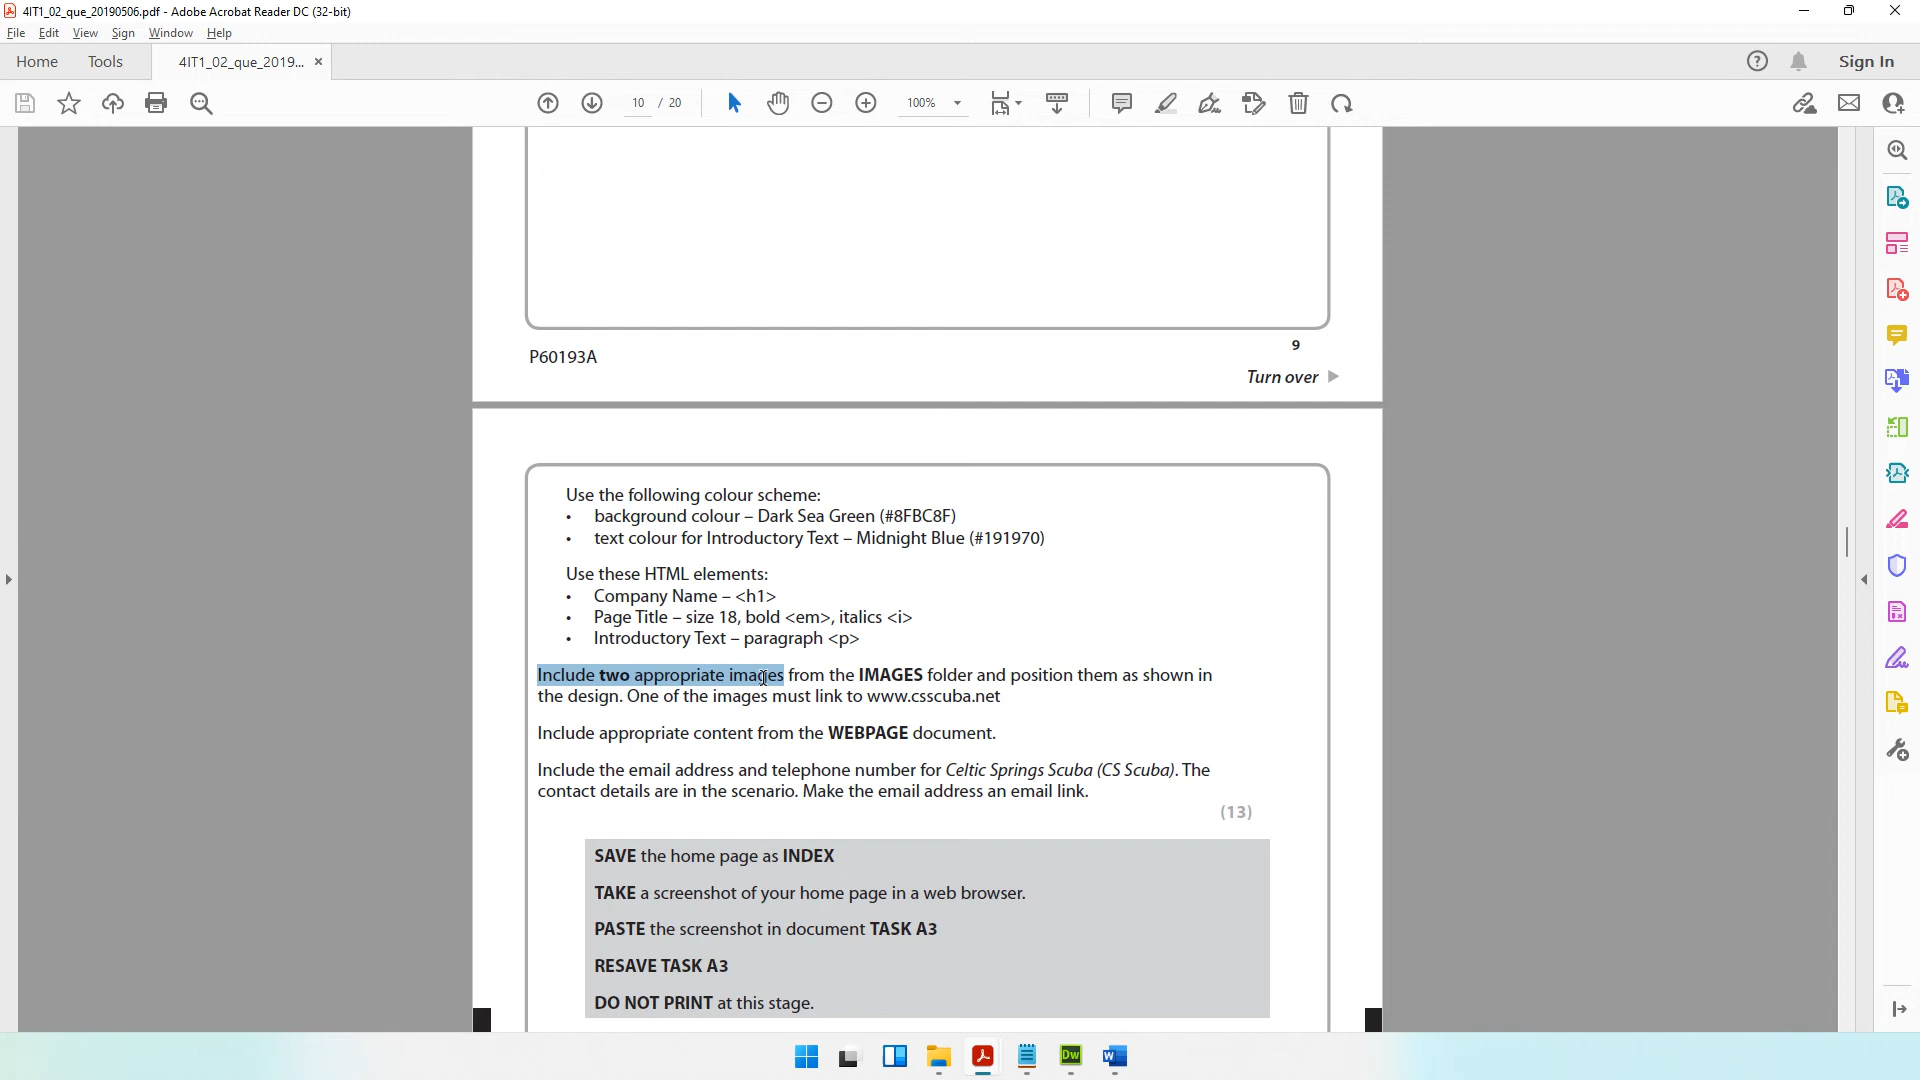 4IT1_02_que_20190506.pdf - Adobe Acrobat Reader DC (32-bit)
File Edit View Sign Window Help
Home Tools 4IT1_02_que_2019... × Sign In
10 / 20 100%
P60193A
9
Turn over
Use the following colour scheme:
• background colour – Dark Sea Green (#8FBC8F)
• text colour for Introductory Text – Midnight Blue (#191970)
Use these HTML elements:
• Company Name – <h1>
• Page Title – size 18, bold <em>, italics <i>
• Introductory Text – paragraph <p>
Include two appropriate images from the IMAGES folder and position them as shown in
the design. One of the images must link to www.csscuba.net
Include appropriate content from the WEBPAGE document.
Include the email address and telephone number for Celtic Springs Scuba (CS Scuba). The
contact details are in the scenario. Make the email address an email link.
(13)
SAVE the home page as INDEX
TAKE a screenshot of your home page in a web browser.
PASTE the screenshot in document TASK A3
RESAVE TASK A3
DO NOT PRINT at this stage.
Dw W